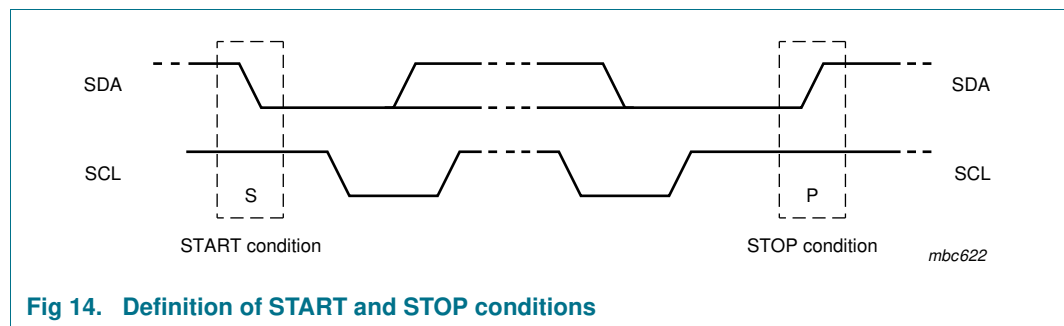 SDA
SDA
SCL
SCL
S
P
START condition
STOP condition
mbc622
Fig 14. Definition of START and STOP conditions